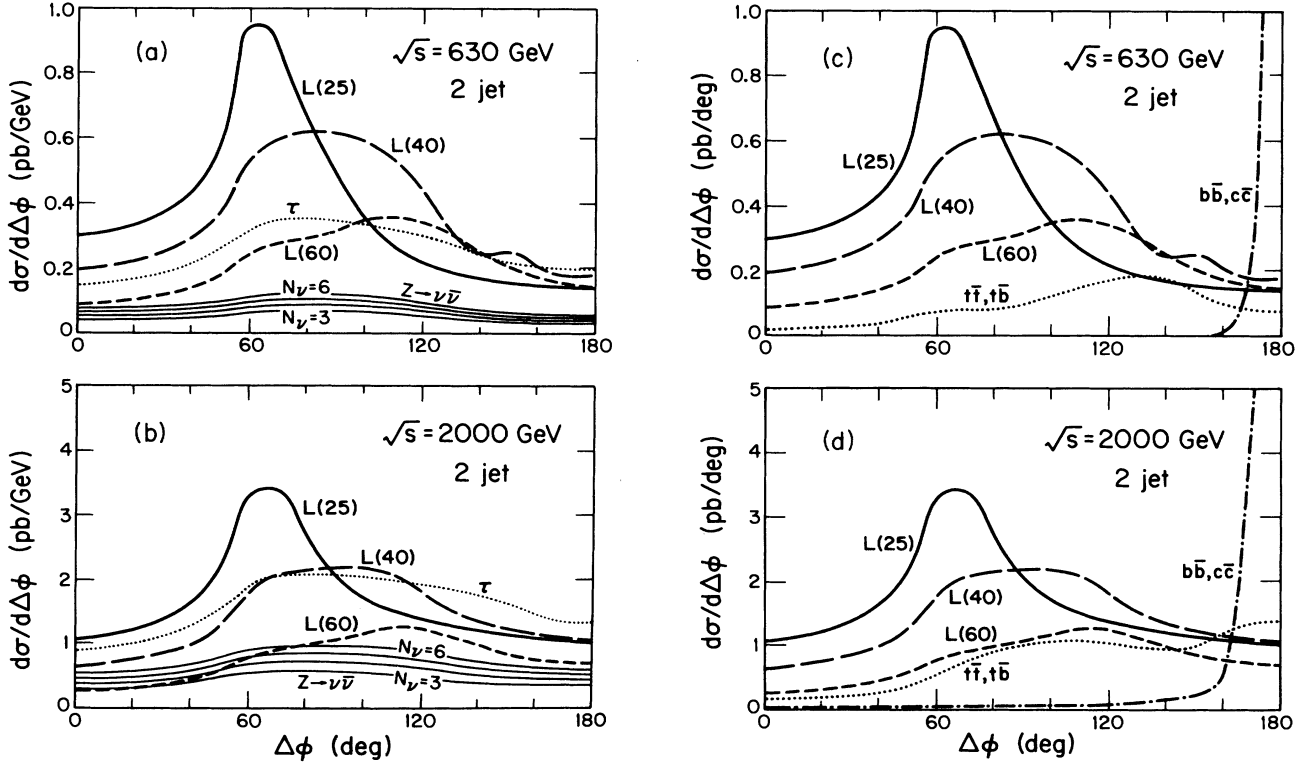 dσ/dΔϕ (pb/GeV)
1.0
0.8
0.6
0.4
0.2
0
(a)
√s = 630 GeV
2 jet
L(25)
L(40)
τ
L(60)
Nν=6
Z→νν̄
Nν=3
0
60
120
180
dσ/dΔϕ (pb/deg)
1.0
0.8
0.6
0.4
0.2
0
(c)
√s = 630 GeV
2 jet
L(25)
bb̄,cc̄
L(40)
L(60)
tt̄,tb̄
0
60
120
180
dσ/dΔϕ (pb/GeV)
5
4
3
2
1
0
(b)
√s = 2000 GeV
2 jet
L(25)
L(40)
τ
L(60)
Nν=6
Z→νν̄
Nν=3
0
60
120
180
Δϕ (deg)
dσ/dΔϕ (pb/deg)
5
4
3
2
1
0
(d)
√s = 2000 GeV
2 jet
L(25)
bb̄,cc̄
L(40)
L(60)
tt̄,tb̄
0
60
120
180
Δϕ (deg)